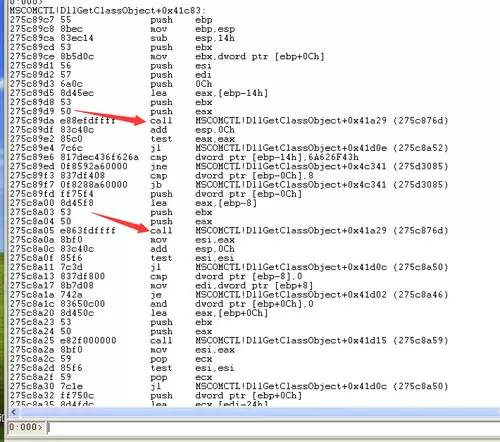 0:000>
MSCOMCTL!DllGetClassObject+0x41c83:
275c89c7 55 push ebp
275c89c8 8bec mov ebp,esp
275c89ca 83ec14 sub esp,14h
275c89cd 53 push ebx
275c89ce 8b5d0c mov ebx,dword ptr [ebp+0Ch]
275c89d1 56 push esi
275c89d2 57 push edi
275c89d3 6a0c push 0Ch
275c89d5 8d45ec lea eax,[ebp-14h]
275c89d8 53 push ebx
275c89d9 50 push eax
275c89da e88efdffff call MSCOMCTL!DllGetClassObject+0x41a29 (275c876d)
275c89df 83c40c add esp,0Ch
275c89e2 85c0 test eax,eax
275c89e4 7c6c jl MSCOMCTL!DllGetClassObject+0x41d0e (275c8a52)
275c89e6 817dec436f626a cmp dword ptr [ebp-14h],6A626F43h
275c89ed 0f8592a60000 jne MSCOMCTL!DllGetClassObject+0x4c341 (275d3085)
275c89f3 837df408 cmp dword ptr [ebp-0Ch],8
275c89f7 0f8288a60000 jb MSCOMCTL!DllGetClassObject+0x4c341 (275d3085)
275c89fd ff75f4 push dword ptr [ebp-0Ch]
275c8a00 8d45f8 lea eax,[ebp-8]
275c8a03 53 push ebx
275c8a04 50 push eax
275c8a05 e863fdffff call MSCOMCTL!DllGetClassObject+0x41a29 (275c876d)
275c8a0a 8bf0 mov esi,eax
275c8a0c 83c40c add esp,0Ch
275c8a0f 85f6 test esi,esi
275c8a11 7c3d jl MSCOMCTL!DllGetClassObject+0x41d0c (275c8a50)
275c8a13 837df800 cmp dword ptr [ebp-8],0
275c8a17 8b7d08 mov edi,dword ptr [ebp+8]
275c8a1a 742a je MSCOMCTL!DllGetClassObject+0x41d02 (275c8a46)
275c8a1c 83650c00 and dword ptr [ebp+0Ch],0
275c8a20 8d450c lea eax,[ebp+0Ch]
275c8a23 53 push ebx
275c8a24 50 push eax
275c8a25 e82f000000 call MSCOMCTL!DllGetClassObject+0x41d15 (275c8a59)
275c8a2a 8bf0 mov esi,eax
275c8a2c 59 pop ecx
275c8a2d 85f6 test esi,esi
275c8a2f 59 pop ecx
275c8a30 7c1e jl MSCOMCTL!DllGetClassObject+0x41d0c (275c8a50)
275c8a32 ff750c push dword ptr [ebp+0Ch]
275c8a35 8d4fdc lea ecx,[edi-24h]
0:000>